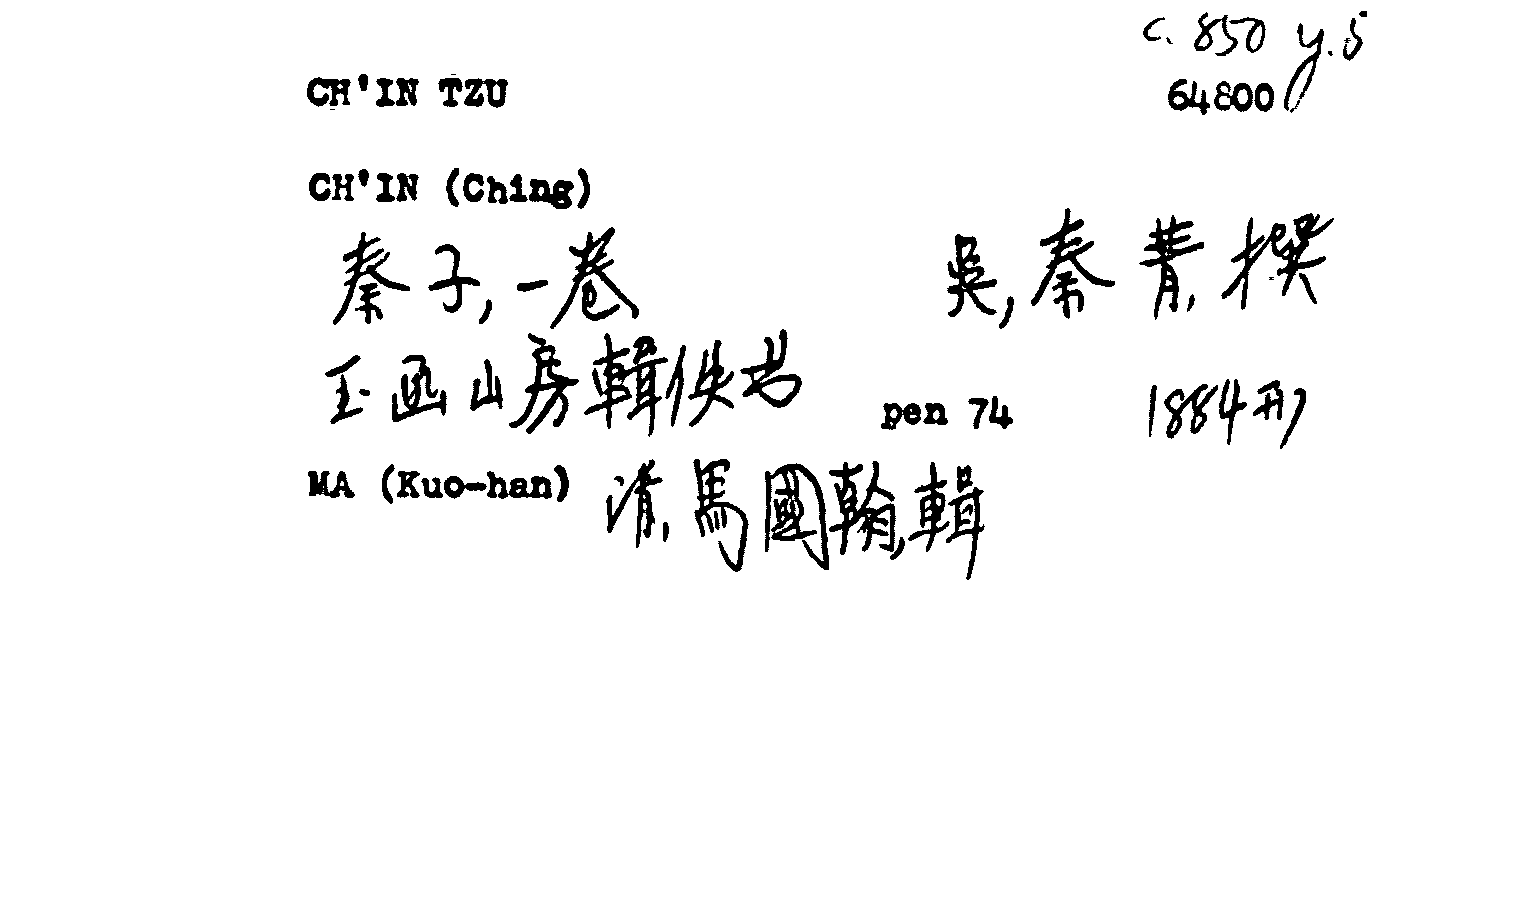 c. 850 y.5
CH'IN TZU 64800
CH'IN (Ching)
秦子,一卷 吳,秦菁,撰
玉函山房輯佚书 pen 74 1884刊
MA (Kuo-han) 清,馬國翰,輯